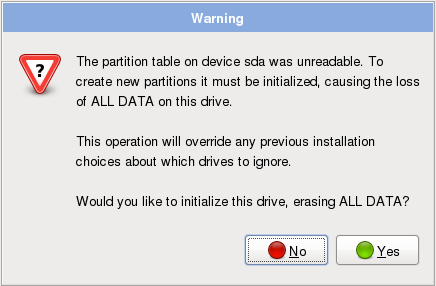 Warning
?
The partition table on device sda was unreadable. To
create new partitions it must be initialized, causing the loss
of ALL DATA on this drive.
This operation will override any previous installation
choices about which drives to ignore.
Would you like to initialize this drive, erasing ALL DATA?
No
Yes